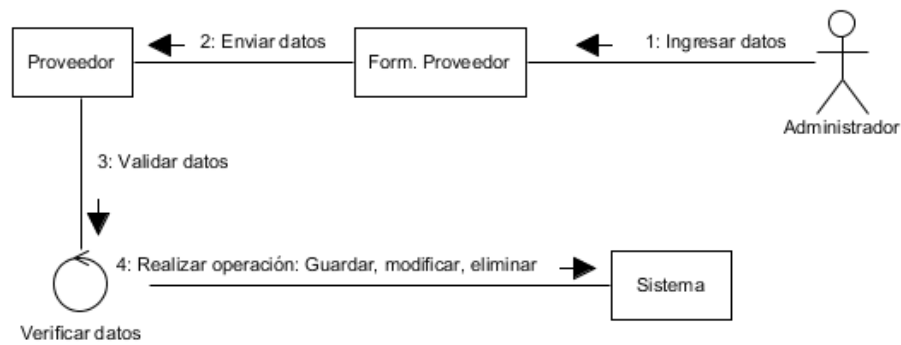 2: Enviar datos
1: Ingresar datos
Proveedor
Form. Proveedor
Administrador
3: Validar datos
4: Realizar operación: Guardar, modificar, eliminar
Sistema
Verificar datos